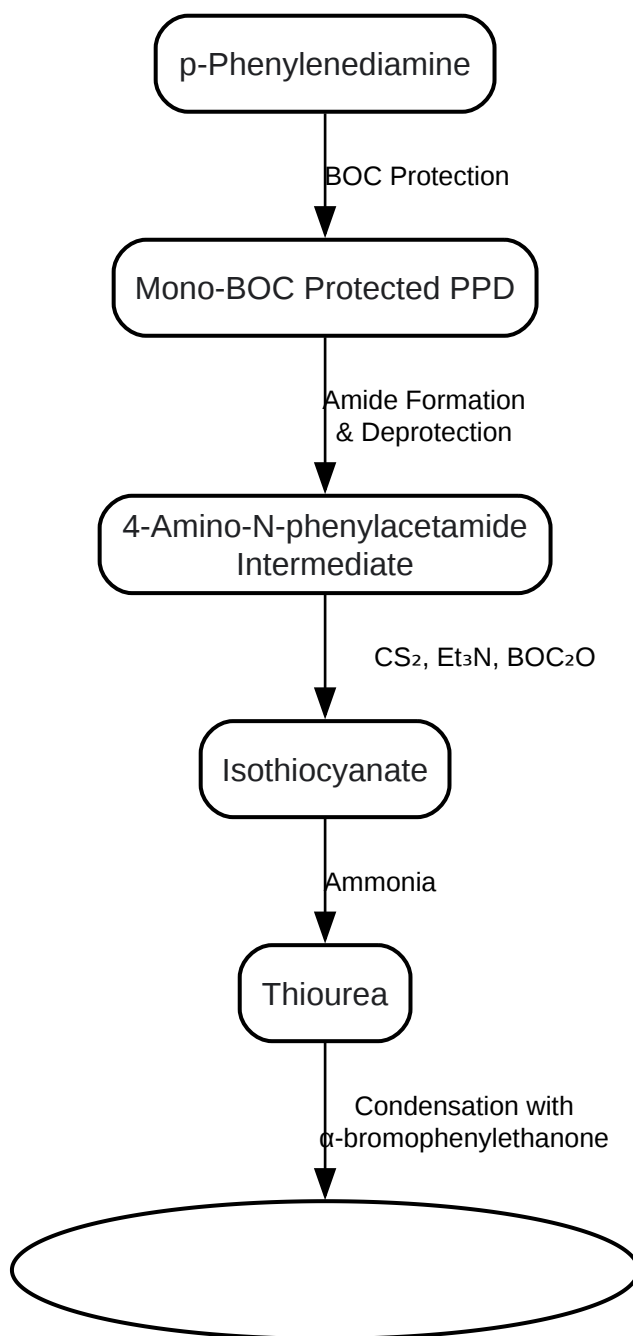 p-Phenylenediamine
BOC Protection
Mono-BOC Protected PPD
Amide Formation
& Deprotection
4-Amino-N-phenylacetamide
Intermediate
CS₂, Et₃N, BOC₂O
Isothiocyanate
Ammonia
Thiourea
Condensation with
α-bromophenylethanone